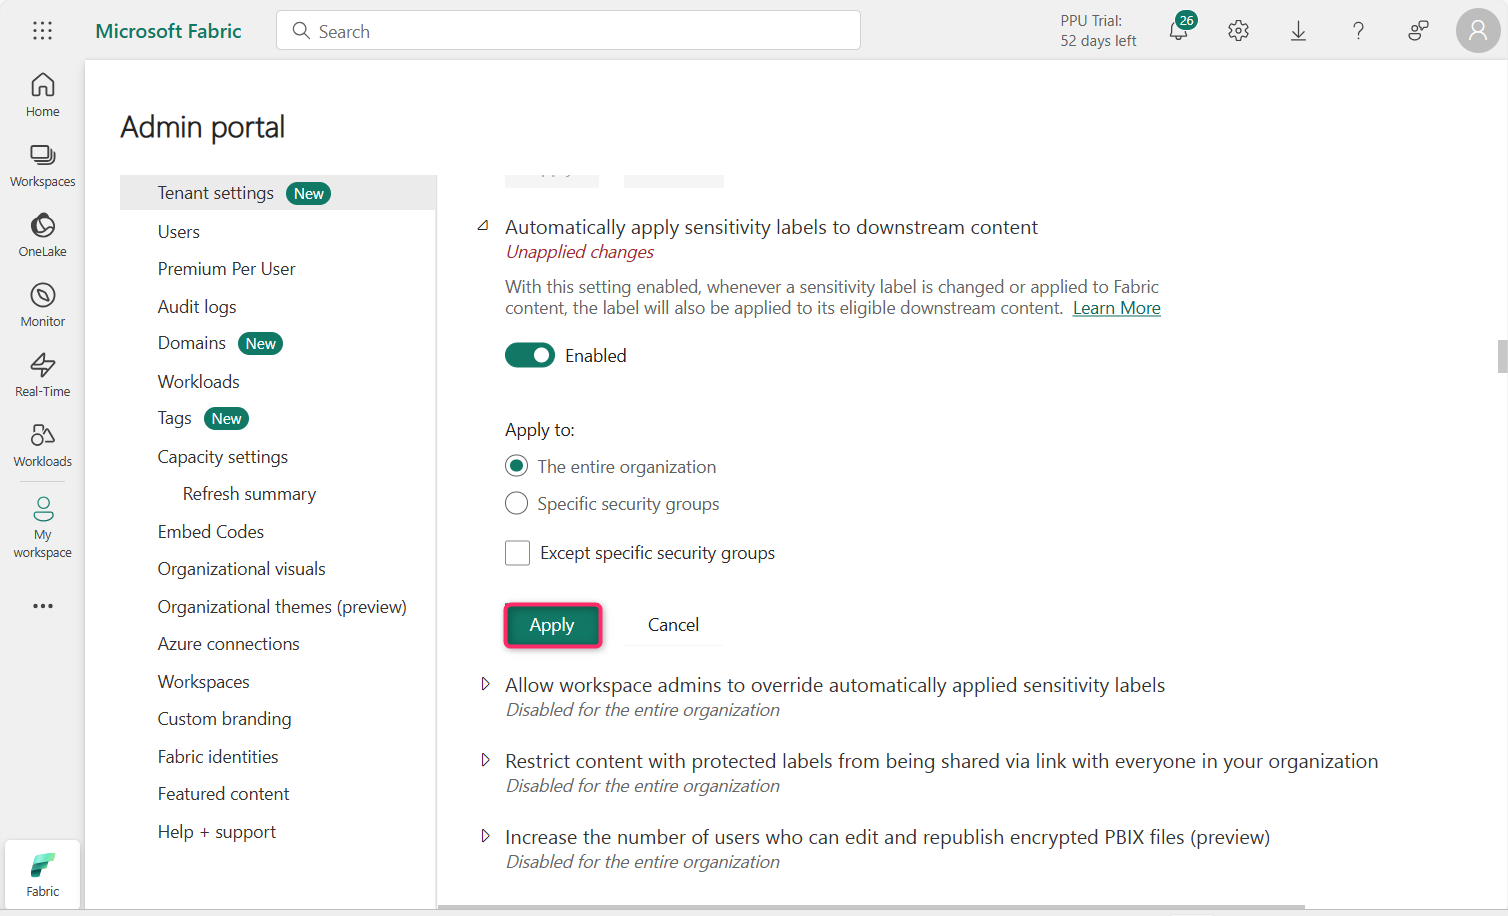 Microsoft Fabric
Search
PPU Trial:
52 days left
26
Home
Workspaces
OneLake
Monitor
Real-Time
Workloads
My
workspace
Fabric
Admin portal
Tenant settings New
Users
Premium Per User
Audit logs
Domains New
Workloads
Tags New
Capacity settings
Refresh summary
Embed Codes
Organizational visuals
Organizational themes (preview)
Azure connections
Workspaces
Custom branding
Fabric identities
Featured content
Help + support
Automatically apply sensitivity labels to downstream content
Unapplied changes
With this setting enabled, whenever a sensitivity label is changed or applied to Fabric
content, the label will also be applied to its eligible downstream content. Learn More
Enabled
Apply to:
The entire organization
Specific security groups
Except specific security groups
Apply Cancel
Allow workspace admins to override automatically applied sensitivity labels
Disabled for the entire organization
Restrict content with protected labels from being shared via link with everyone in your organization
Disabled for the entire organization
Increase the number of users who can edit and republish encrypted PBIX files (preview)
Disabled for the entire organization